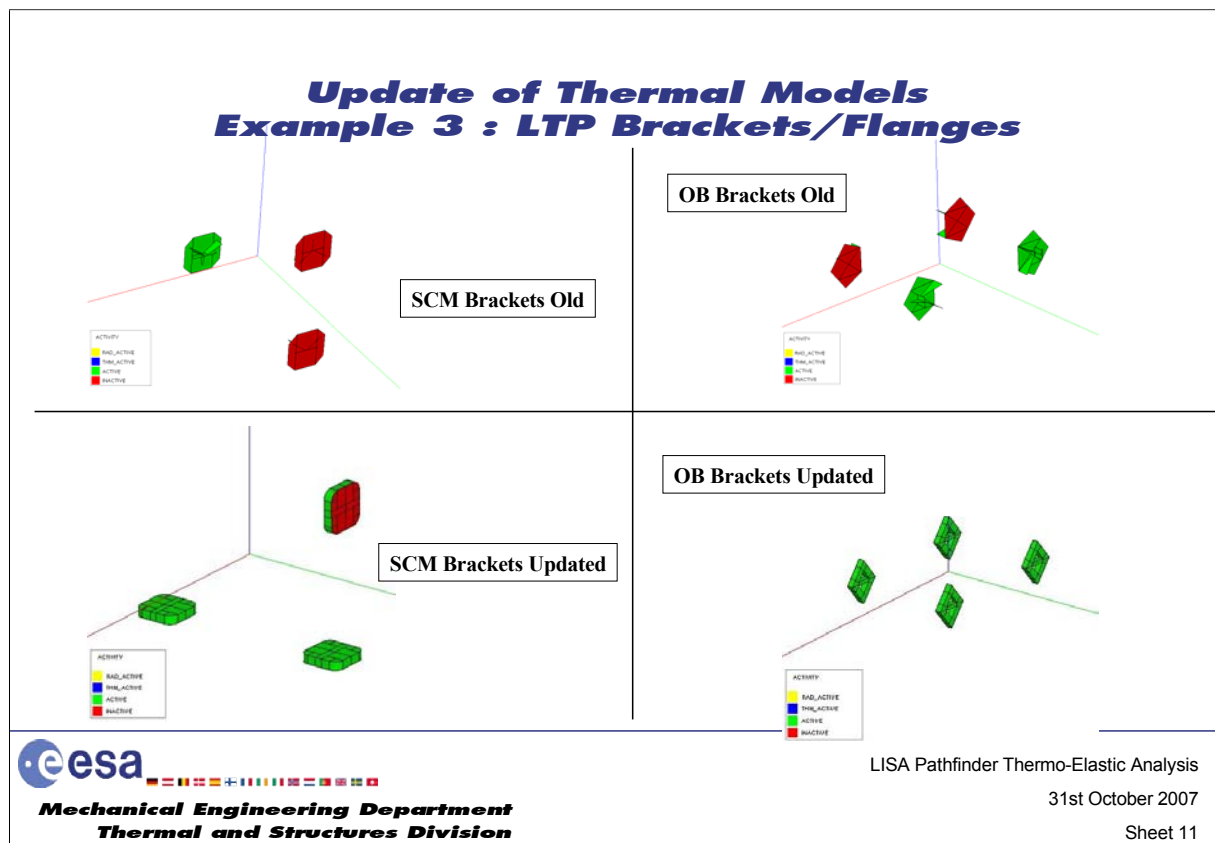 Update of Thermal Models
Example 3 : LTP Brackets/Flanges
SCM Brackets Old
ACTIVITY
RAD_ACTIVE
THM_ACTIVE
ACTIVE
INACTIVE
OB Brackets Old
ACTIVITY
RAD_ACTIVE
THM_ACTIVE
ACTIVE
INACTIVE
SCM Brackets Updated
ACTIVITY
RAD_ACTIVE
THM_ACTIVE
ACTIVE
INACTIVE
OB Brackets Updated
ACTIVITY
RAD_ACTIVE
THM_ACTIVE
ACTIVE
INACTIVE
esa
Mechanical Engineering Department
Thermal and Structures Division
LISA Pathfinder Thermo-Elastic Analysis
31st October 2007
Sheet 11